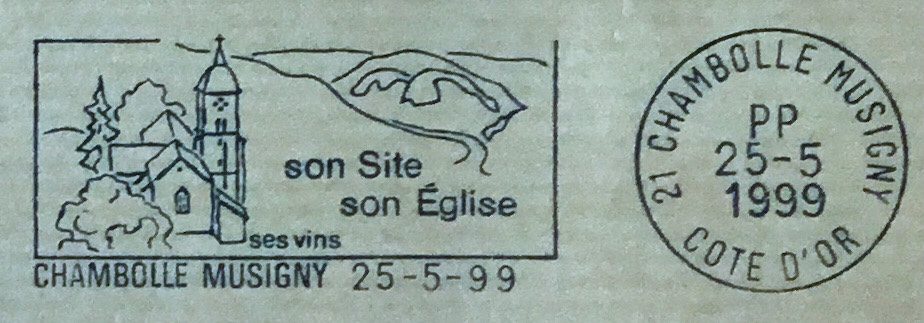 son Site
son Église
ses vins
CHAMBOLLE MUSIGNY 25-5-99
21 CHAMBOLLE MUSIGNY
PP
25-5
1999
COTE D'OR